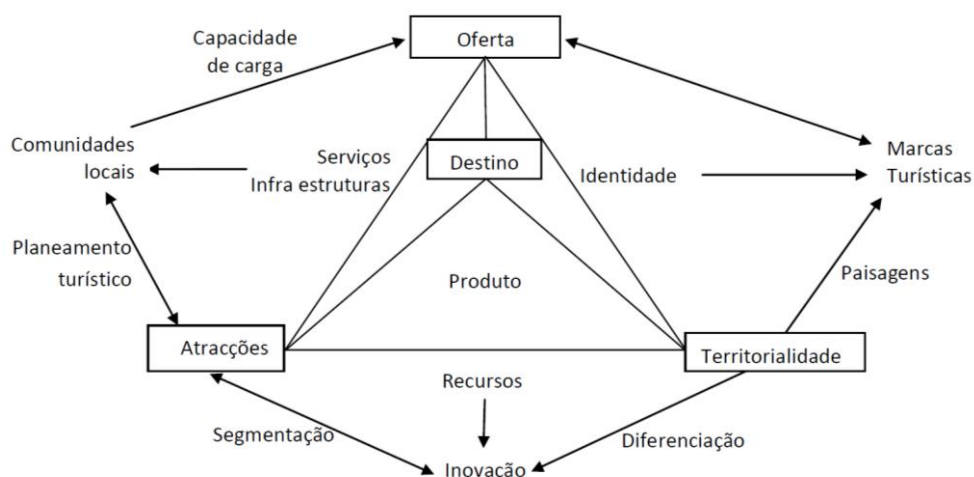 Capacidade
de carga
Oferta
Comunidades
locais
Serviços
Infra estruturas
Destino
Identidade
Marcas
Turísticas
Planeamento
turístico
Produto
Paisagens
Atracções
Territorialidade
Recursos
Segmentação
Diferenciação
Inovação